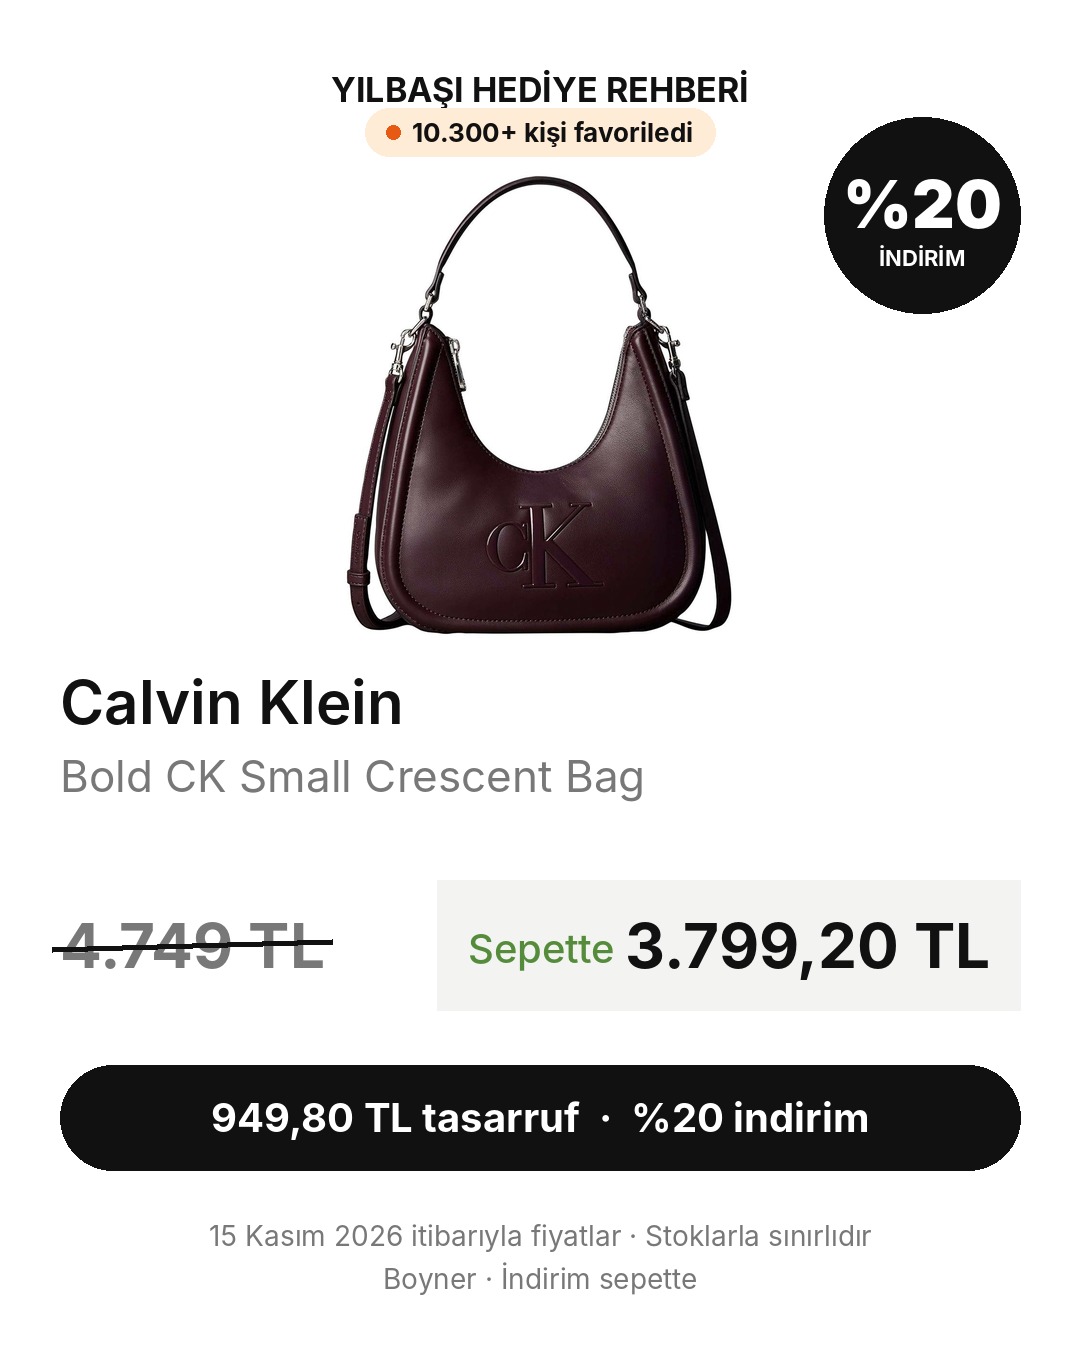 YILBAŞI HEDİYE REHBERİ
10.300+ kişi favoriledi
%20
İNDİRİM
CK
Calvin Klein
Bold CK Small Crescent Bag
4.749 TL
Sepette 3.799,20 TL
949,80 TL tasarruf · %20 indirim
15 Kasım 2026 itibarıyla fiyatlar · Stoklarla sınırlıdır
Boyner · İndirim sepette